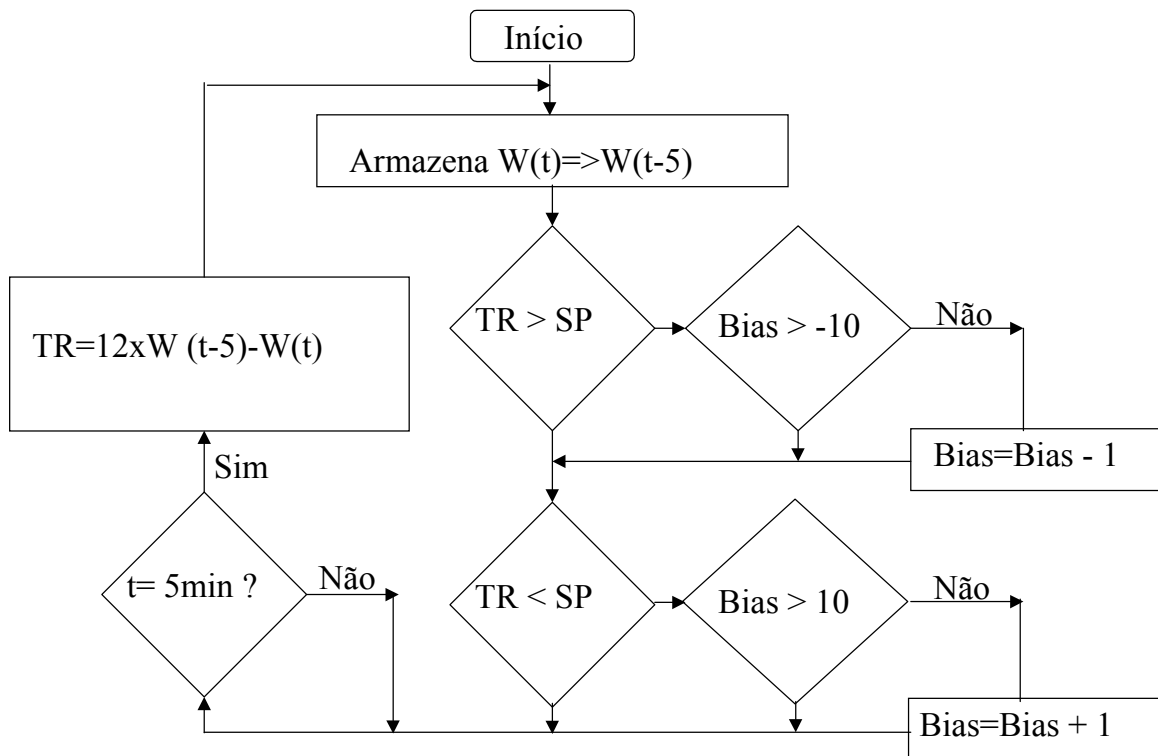 Início
Armazena W(t)=>W(t-5)
TR > SP
Bias > -10
Não
TR=12xW (t-5)-W(t)
Bias=Bias - 1
Sim
t= 5min ?
Não
TR < SP
Bias > 10
Não
Bias=Bias + 1